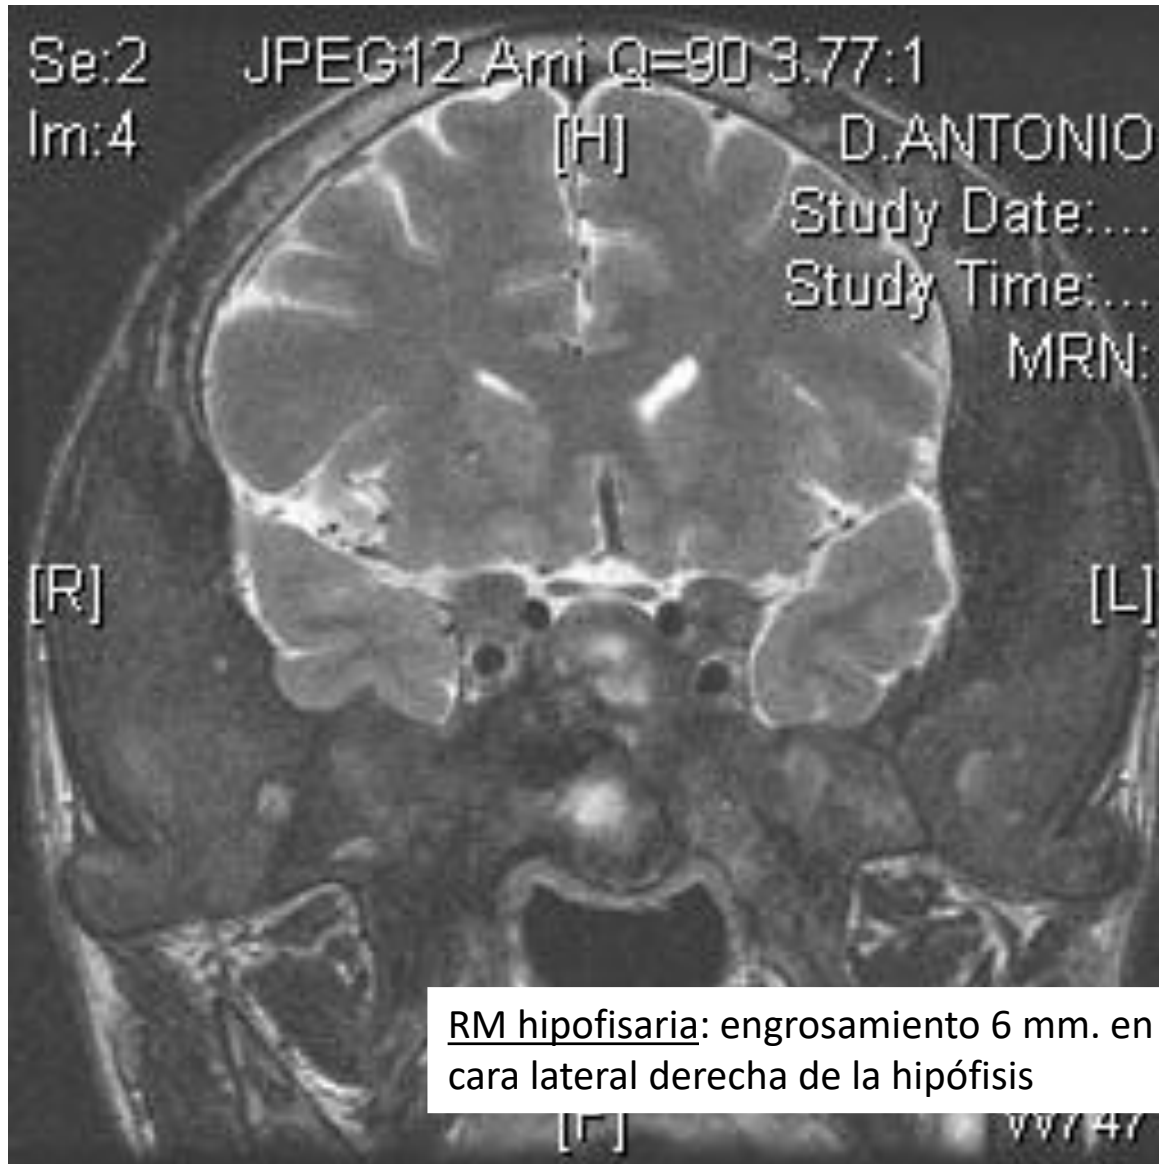 Se:2 JPEG12 Ami Q=90 3.77:1
Im:4
[H]
D.ANTONIO
Study Date:...
Study Time:...
MRN:
[R]
[L]
RM hipofisaria: engrosamiento 6 mm. en
cara lateral derecha de la hipófisis